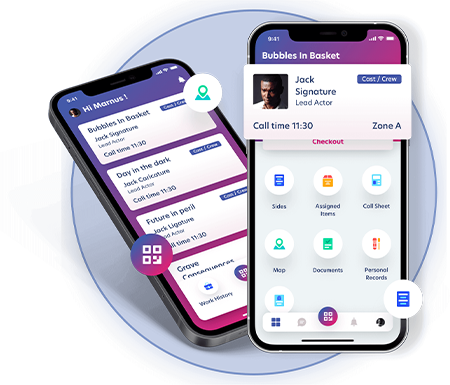 9:41
Hi Marnus !
Bubbles In Basket
Cast / Crew
Jack Signature
Lead Actor
Call time 11:30
Day in the dark
Cast / Crew
Jack Caricature
Lead Actor
Call time 11:30
Future in peril
Cast / Crew
Jack Ligature
Lead Actor
Call time 11:30
Grave
Consequences
Work History
9:41
Bubbles In Basket
Jack
Signature
Cast / Crew
Lead Actor
Call time 11:30
Zone A
Checkout
Sides
Assigned
Items
Call Sheet
Map
Documents
Personal
Records